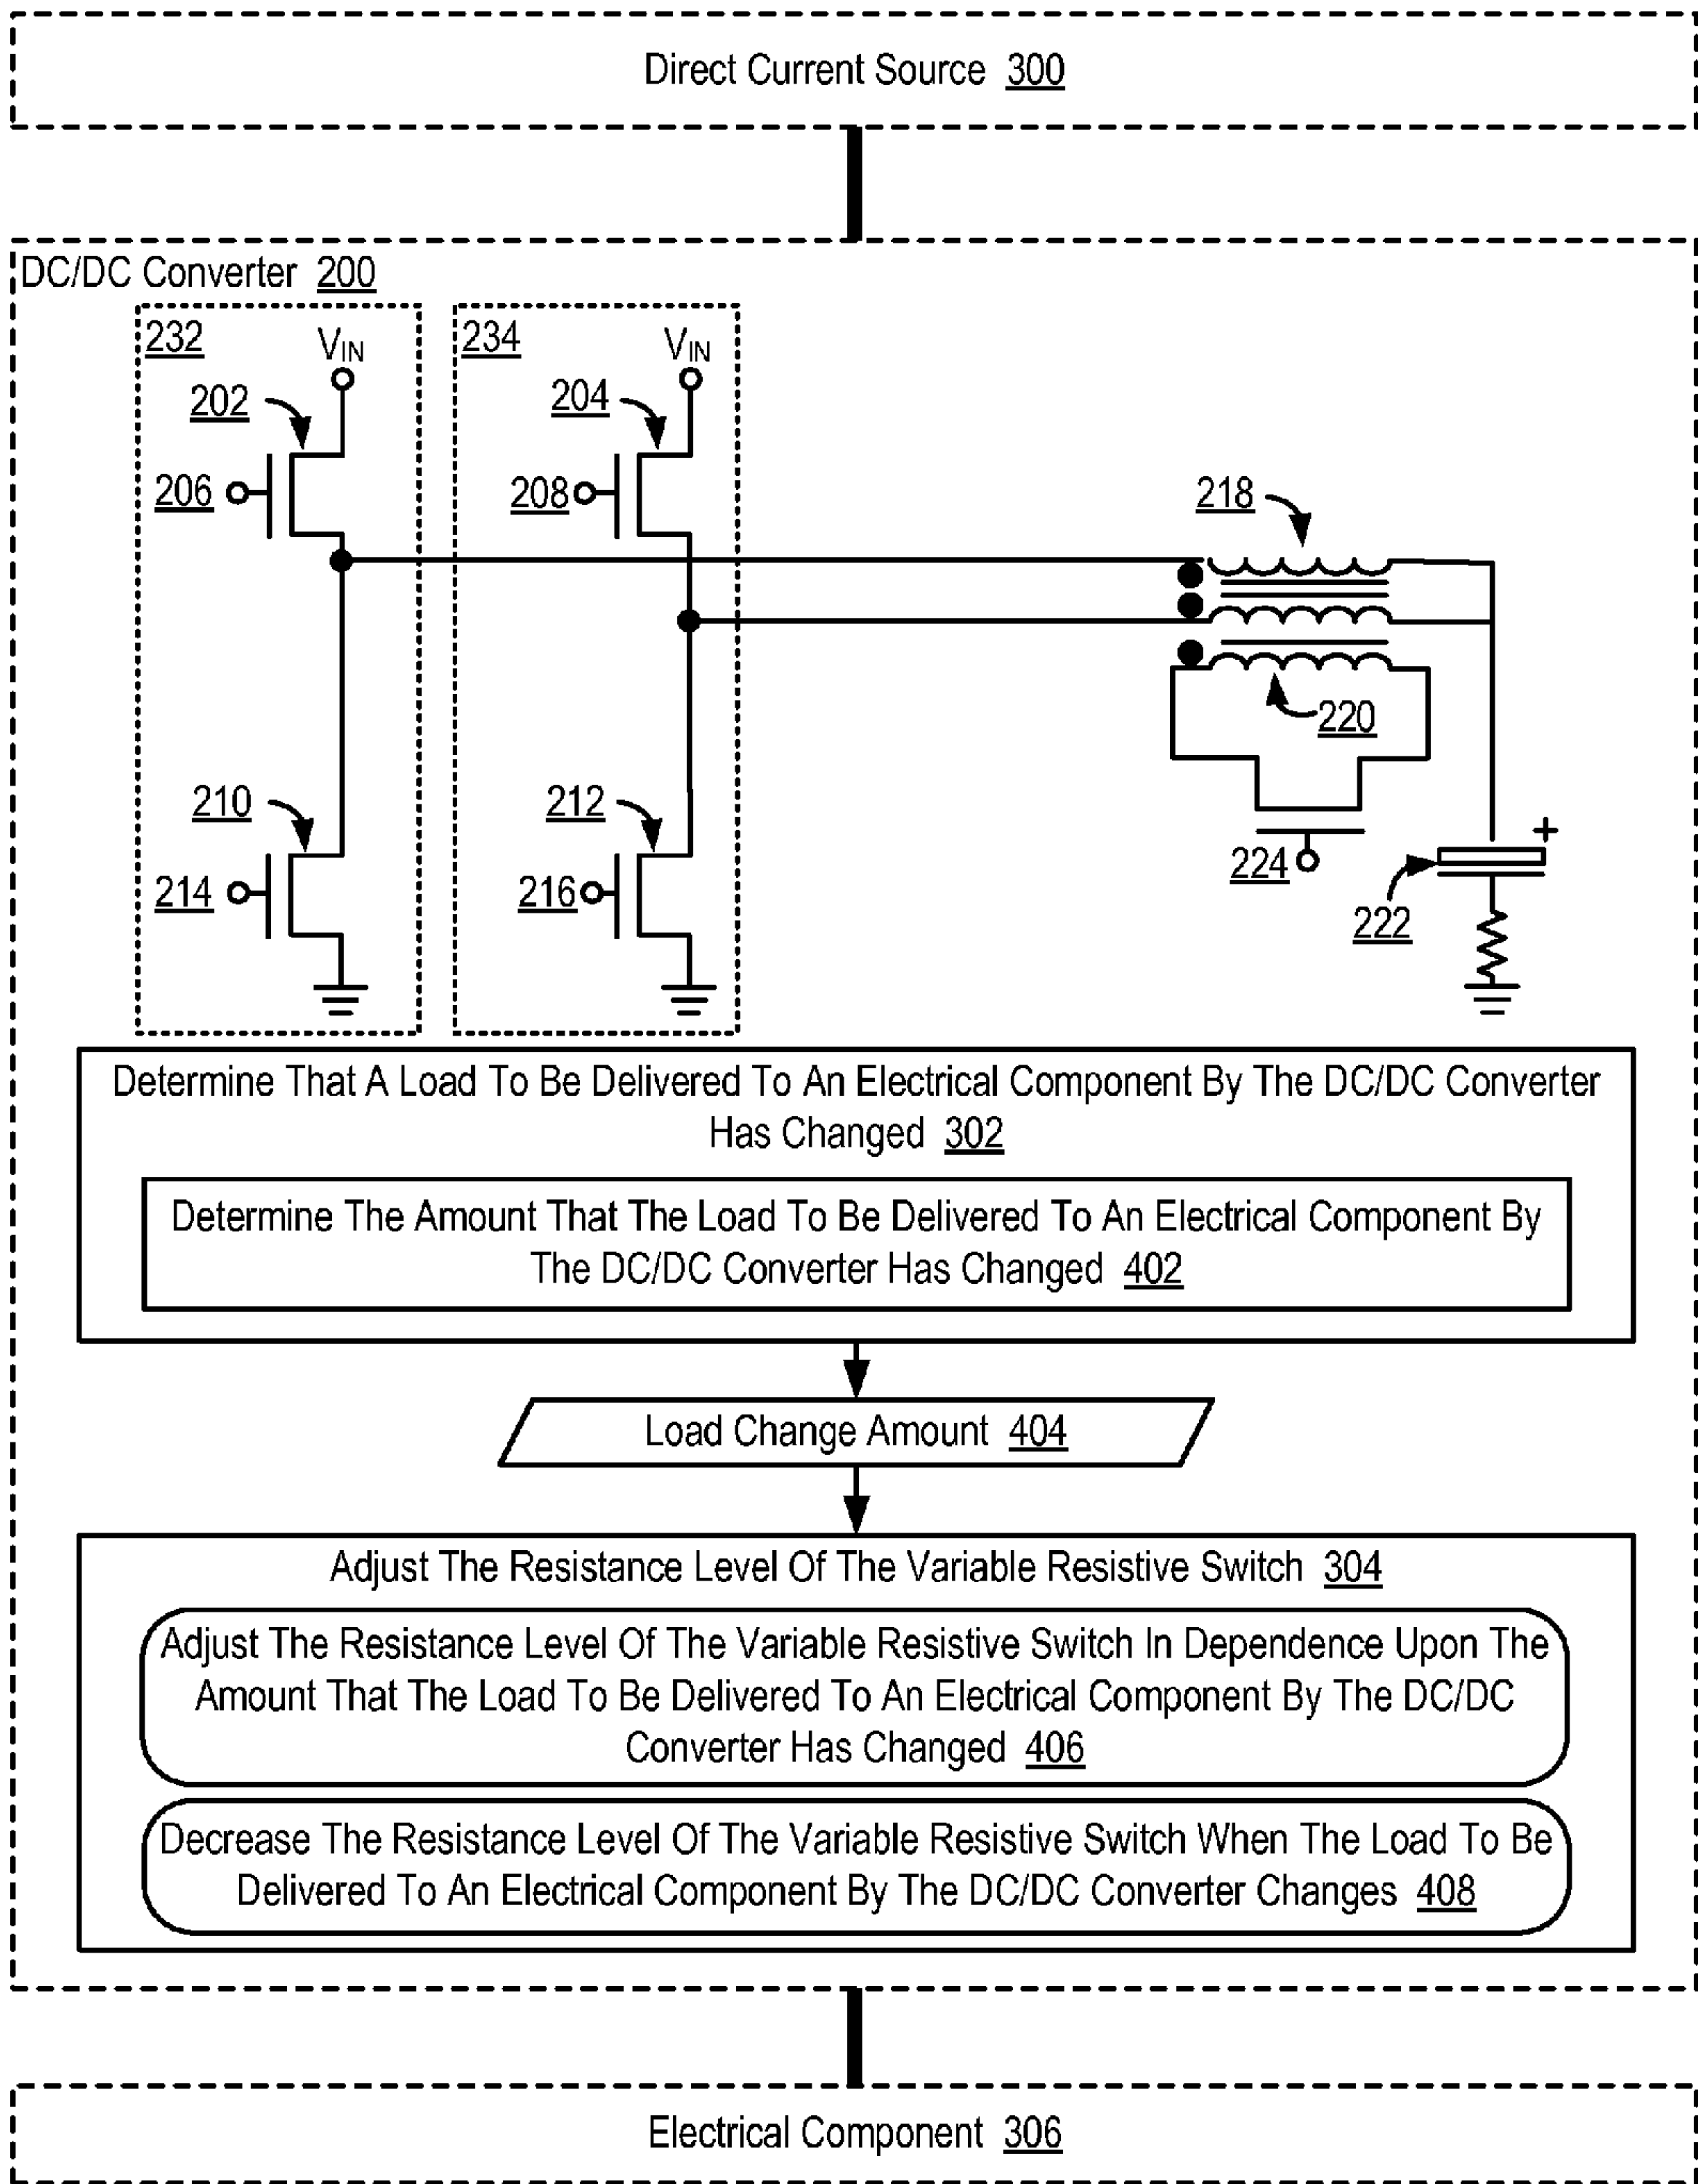 Direct Current Source 300
DC/DC Converter 200
232
VIN
234
VIN
202
204
206
208
218
220
210
212
214
216
224
222
+
Determine That A Load To Be Delivered To An Electrical Component By The DC/DC Converter
Has Changed 302
Determine The Amount That The Load To Be Delivered To An Electrical Component By
The DC/DC Converter Has Changed 402
Load Change Amount 404
Adjust The Resistance Level Of The Variable Resistive Switch 304
Adjust The Resistance Level Of The Variable Resistive Switch In Dependence Upon The
Amount That The Load To Be Delivered To An Electrical Component By The DC/DC
Converter Has Changed 406
Decrease The Resistance Level Of The Variable Resistive Switch When The Load To Be
Delivered To An Electrical Component By The DC/DC Converter Changes 408
Electrical Component 306